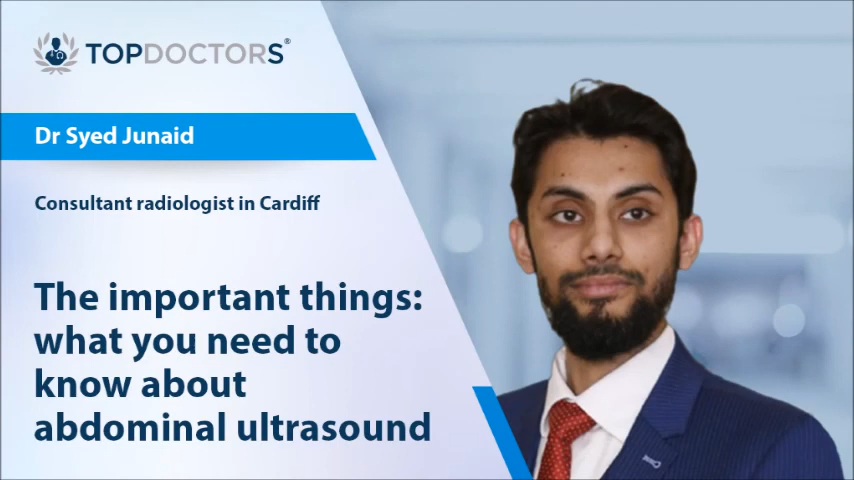 TOPDOCTORS®
Dr Syed Junaid
Consultant radiologist in Cardiff
The important things:
what you need to
know about
abdominal ultrasound